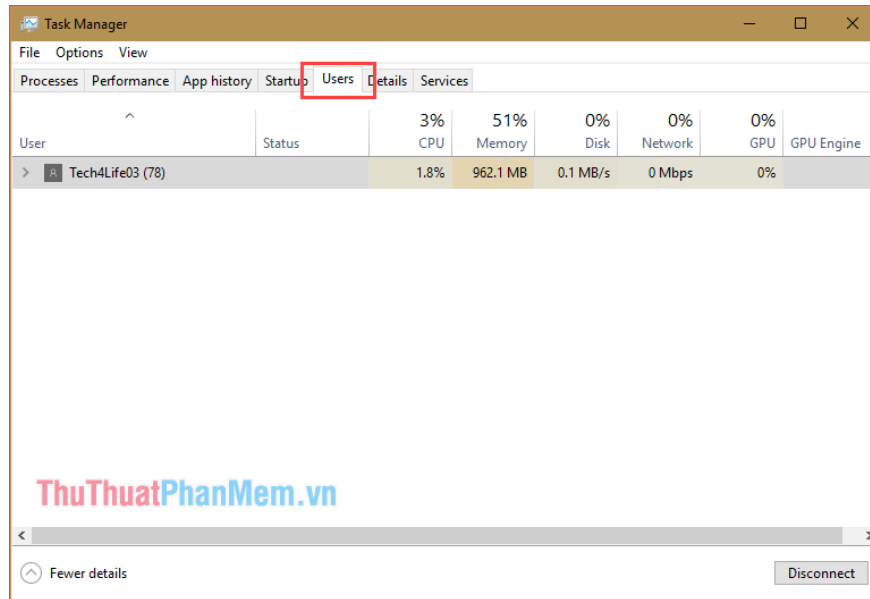 Task Manager
File Options View
Processes Performance App history Startup Users Details Services
3% 51% 0% 0% 0%
User Status CPU Memory Disk Network GPU GPU Engine
Tech4Life03 (78) 1.8% 962.1 MB 0.1 MB/s 0 Mbps 0%
ThuThuatPhanMem.vn
Fewer details Disconnect